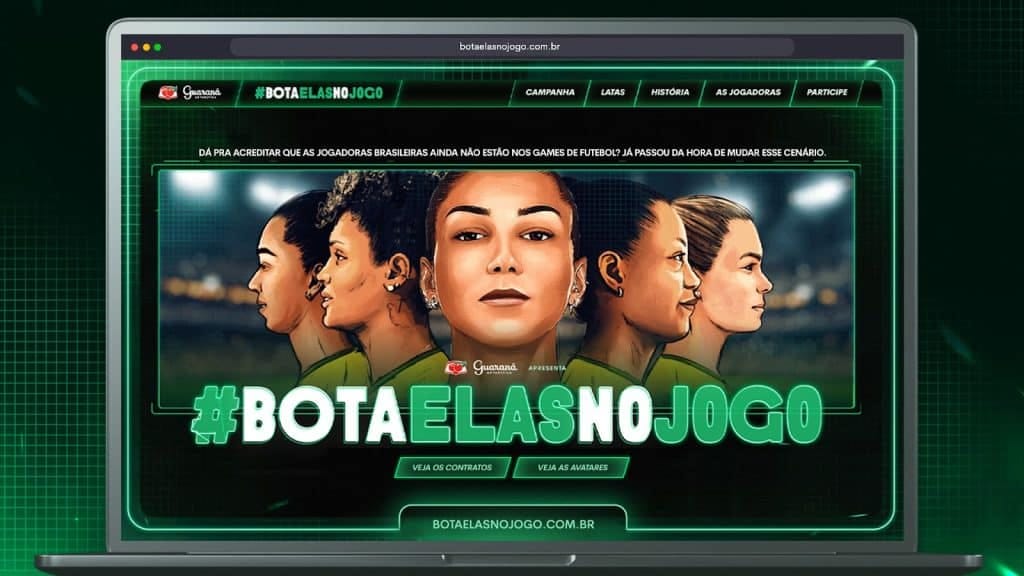 botaelasnojogo.com.br
Guaraná ANTARCTICA #BOTAELASNOJOGO CAMPANHA LATAS HISTÓRIA AS JOGADORAS PARTICIPE
DÁ PRA ACREDITAR QUE AS JOGADORAS BRASILEIRAS AINDA NÃO ESTÃO NOS GAMES DE FUTEBOL? JÁ PASSOU DA HORA DE MUDAR ESSE CENÁRIO.
Guaraná ANTARCTICA APRESENTA
#BOTAELASNOJOGO
VEJA OS CONTRATOS VEJA AS AVATARES
BOTAELASNOJOGO.COM.BR